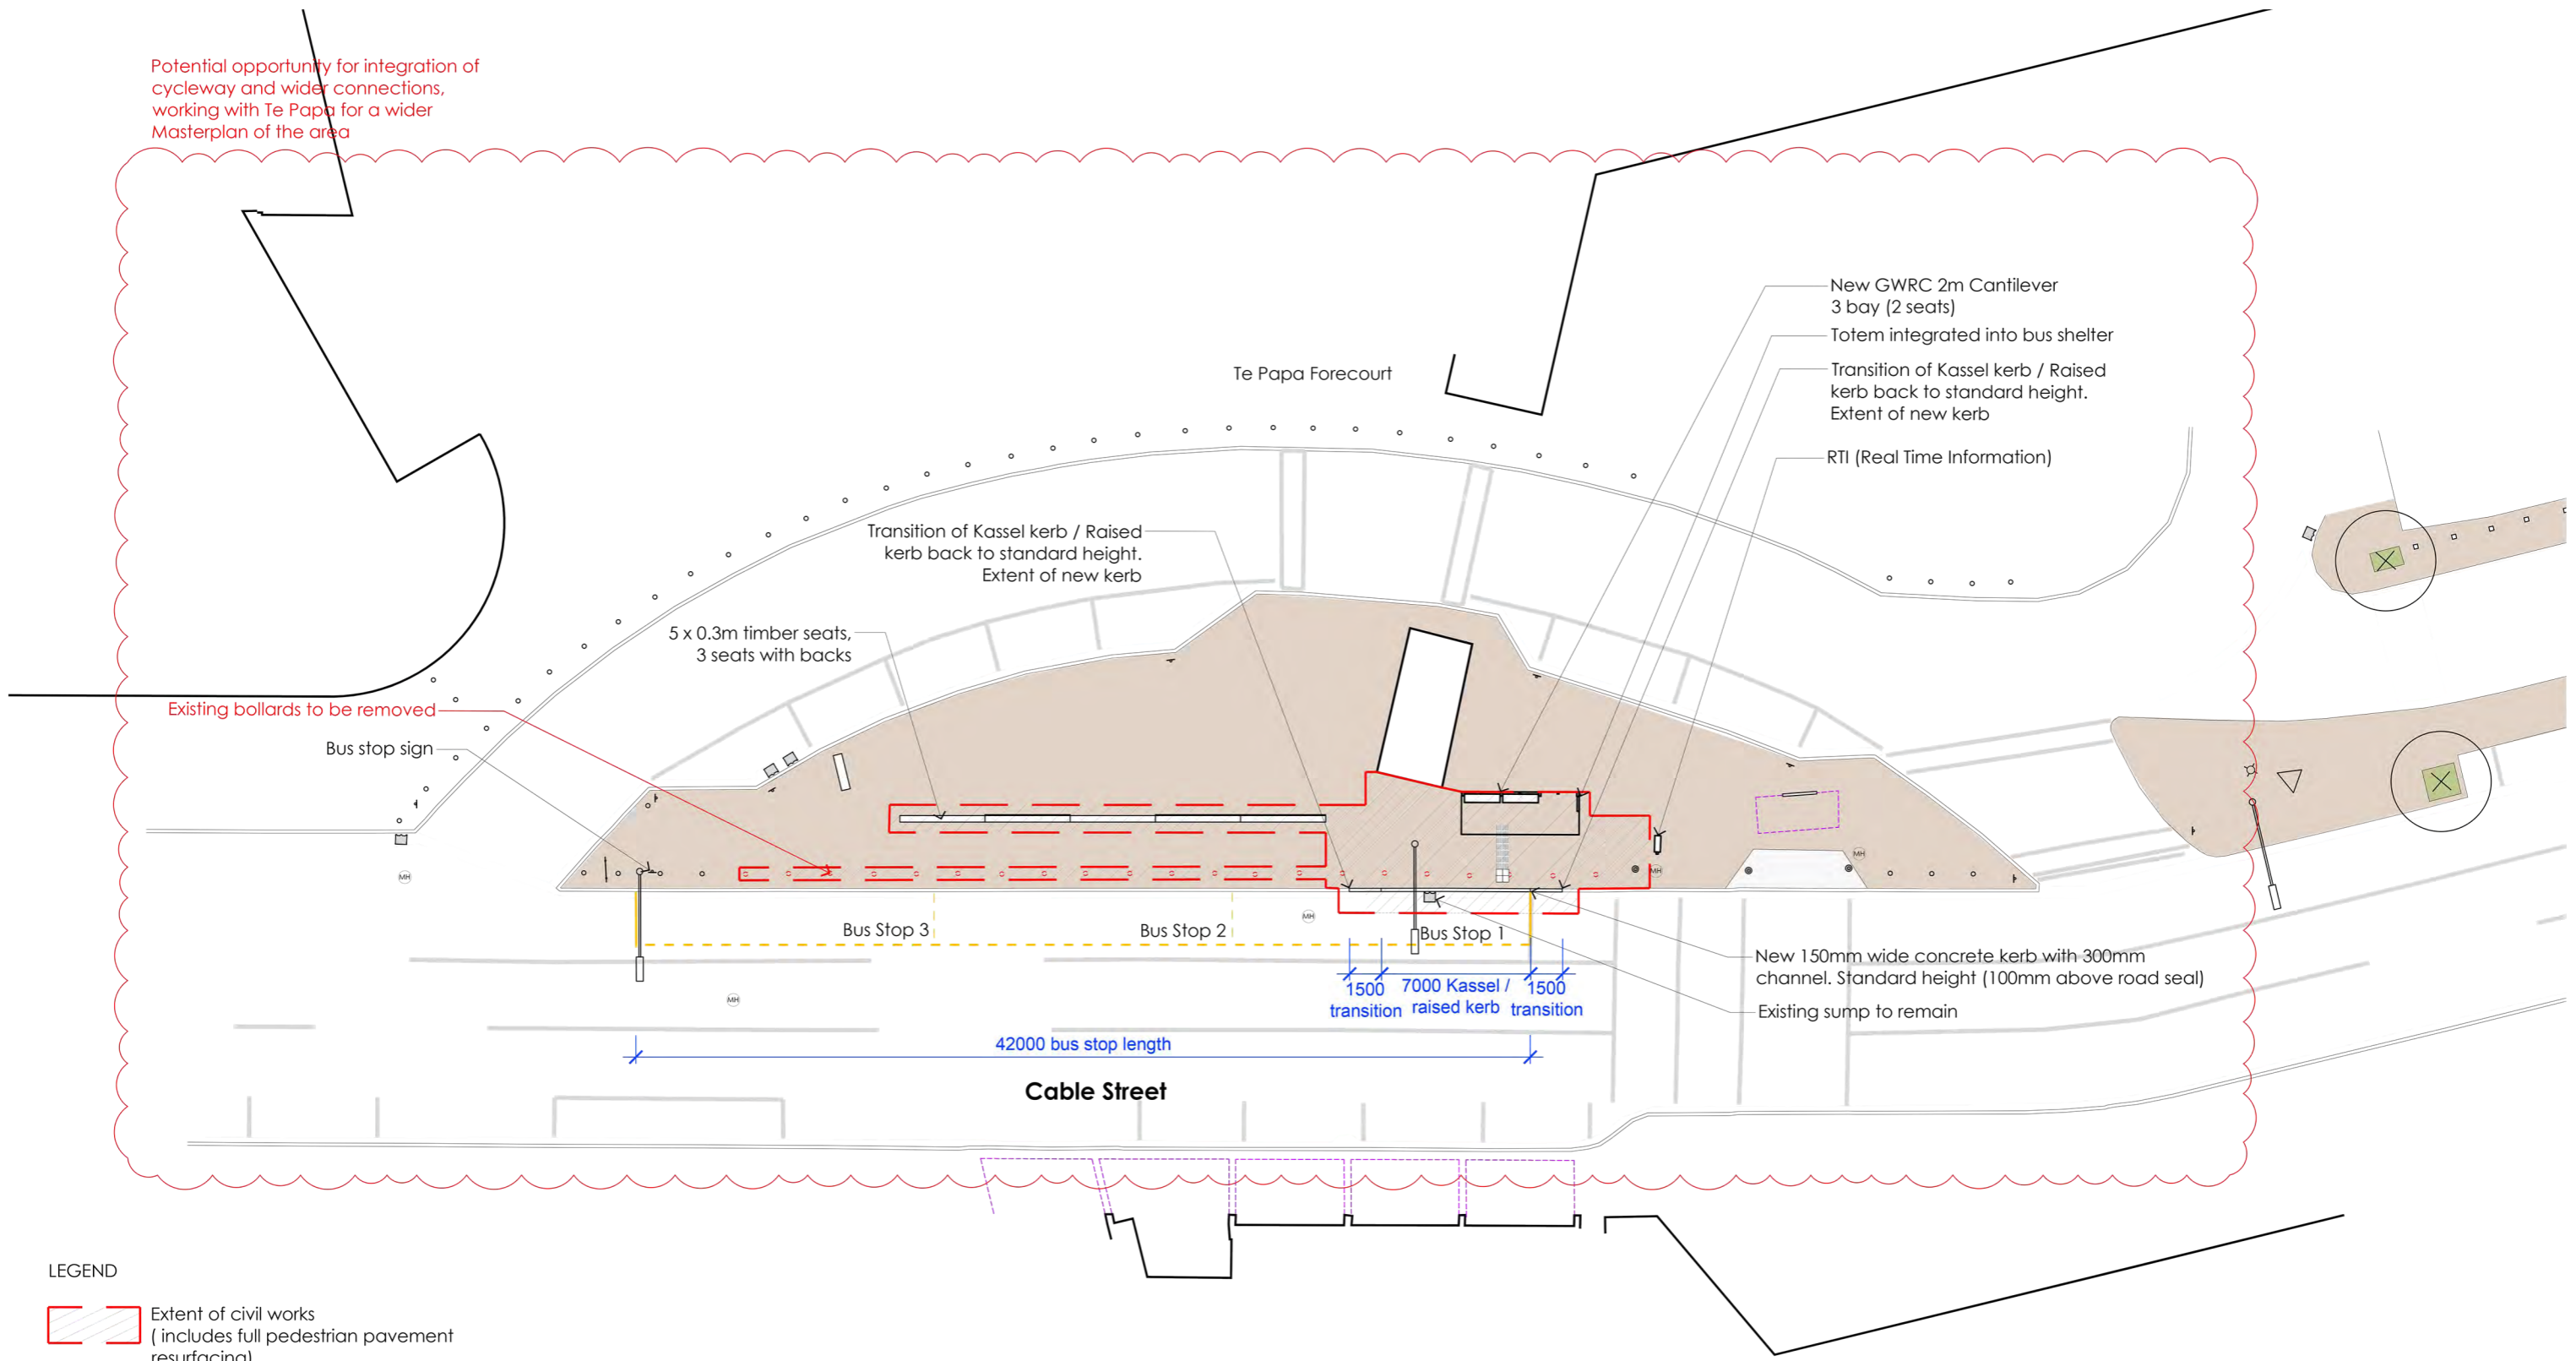 Potential opportunity for integration of
cycleway and wider connections,
working with Te Papa for a wider
Masterplan of the area
New GWRC 2m Cantilever
3 bay (2 seats)
Totem integrated into bus shelter
Transition of Kassel kerb / Raised
kerb back to standard height.
Extent of new kerb
RTI (Real Time Information)
Te Papa Forecourt
Transition of Kassel kerb / Raised
kerb back to standard height.
Extent of new kerb
5 x 0.3m timber seats,
3 seats with backs
Existing bollards to be removed
Bus stop sign
MH
MH
MH
MH
MH
Bus Stop 3
Bus Stop 2
Bus Stop 1
New 150mm wide concrete kerb with 300mm
channel. Standard height (100mm above road seal)
Existing sump to remain
1500
transition
7000 Kassel /
raised kerb
1500
transition
42000 bus stop length
Cable Street
LEGEND
Extent of civil works
( includes full pedestrian pavement
resurfacing)